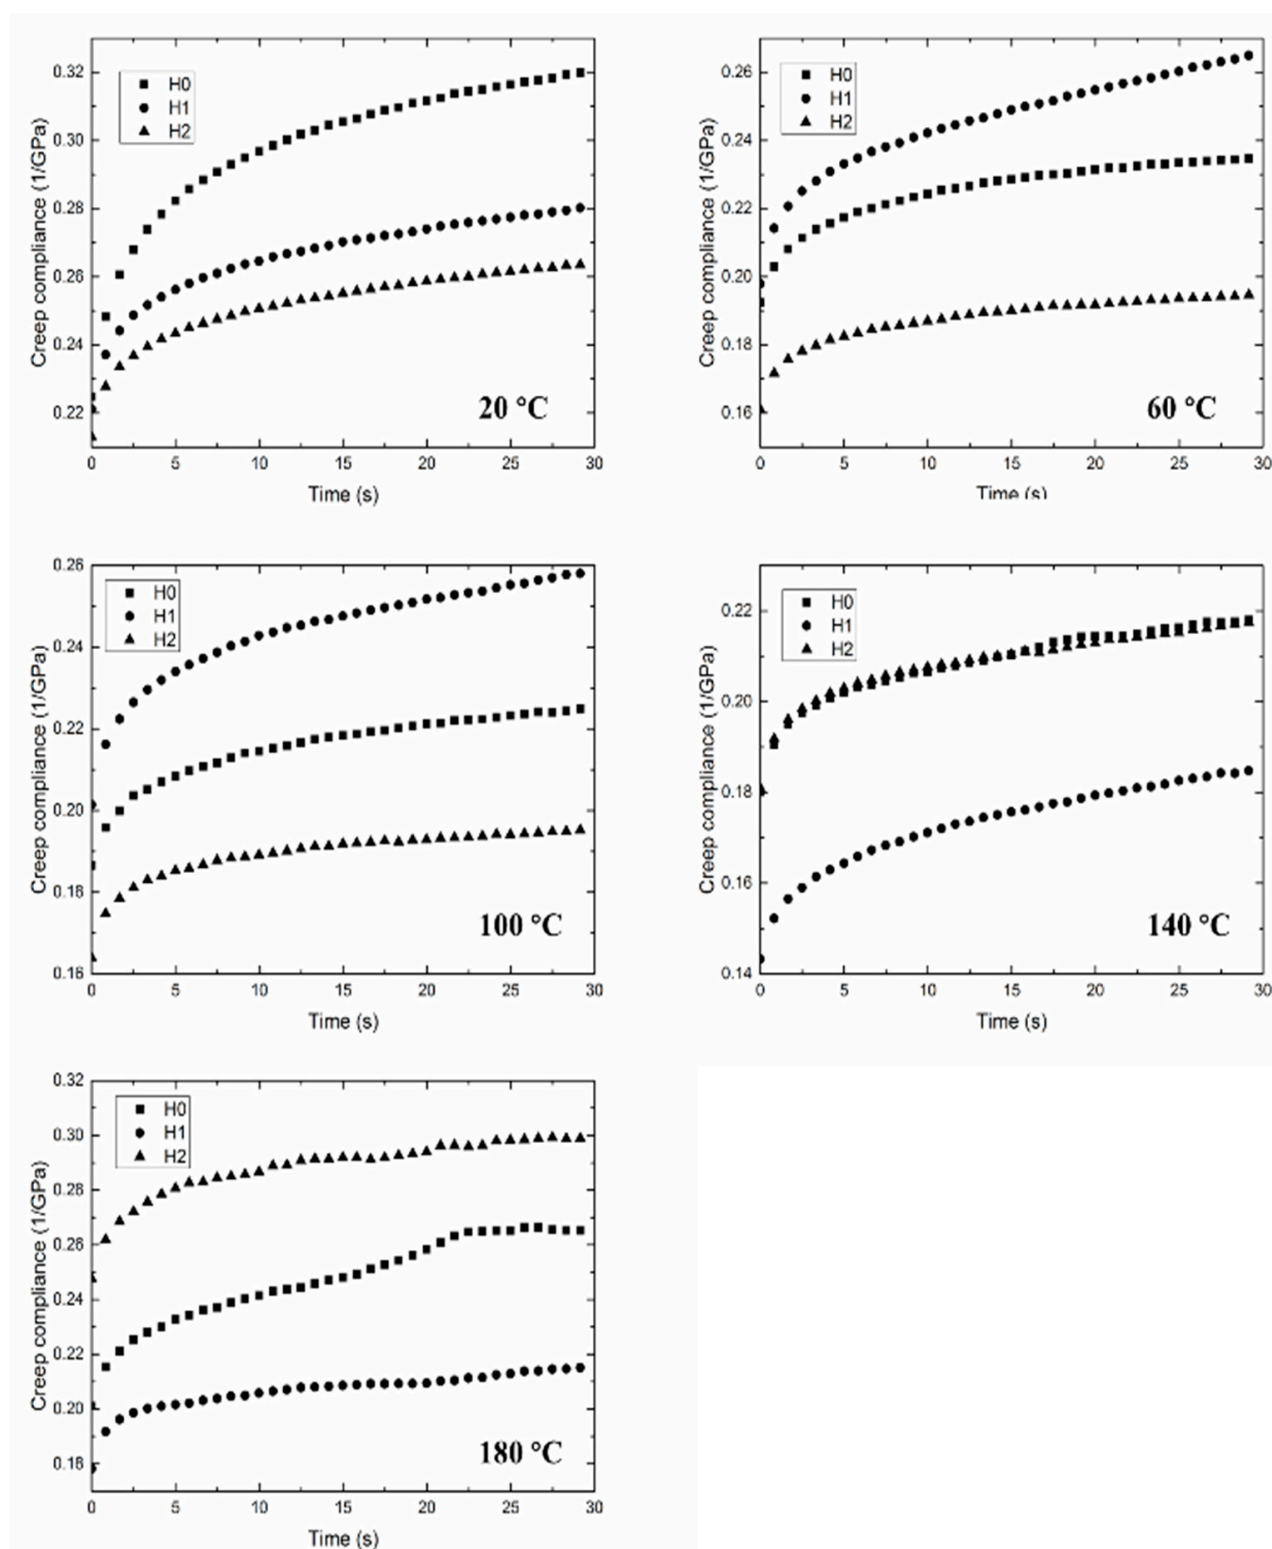 0.32
0.30
0.28
0.26
0.24
0.22
Creep compliance (1/GPa)
H0
H1
H2
20 °C
0 5 10 15 20 25 30
Time (s)
0.26
0.24
0.22
0.20
0.18
0.16
Creep compliance (1/GPa)
H0
H1
H2
60 °C
0 5 10 15 20 25 30
Time (s)
0.28
0.24
0.22
0.20
0.18
0.18
Creep compliance (1/GPa)
H0
H1
H2
100 °C
0 5 10 15 20 25 30
Time (s)
0.22
0.20
0.18
0.16
0.14
Creep compliance (1/GPa)
H0
H1
H2
140 °C
0 5 10 15 20 25 30
Time (s)
0.32
0.30
0.28
0.26
0.24
0.22
0.20
0.18
Creep compliance (1/GPa)
H0
H1
H2
180 °C
0 5 10 15 20 25 30
Time (s)